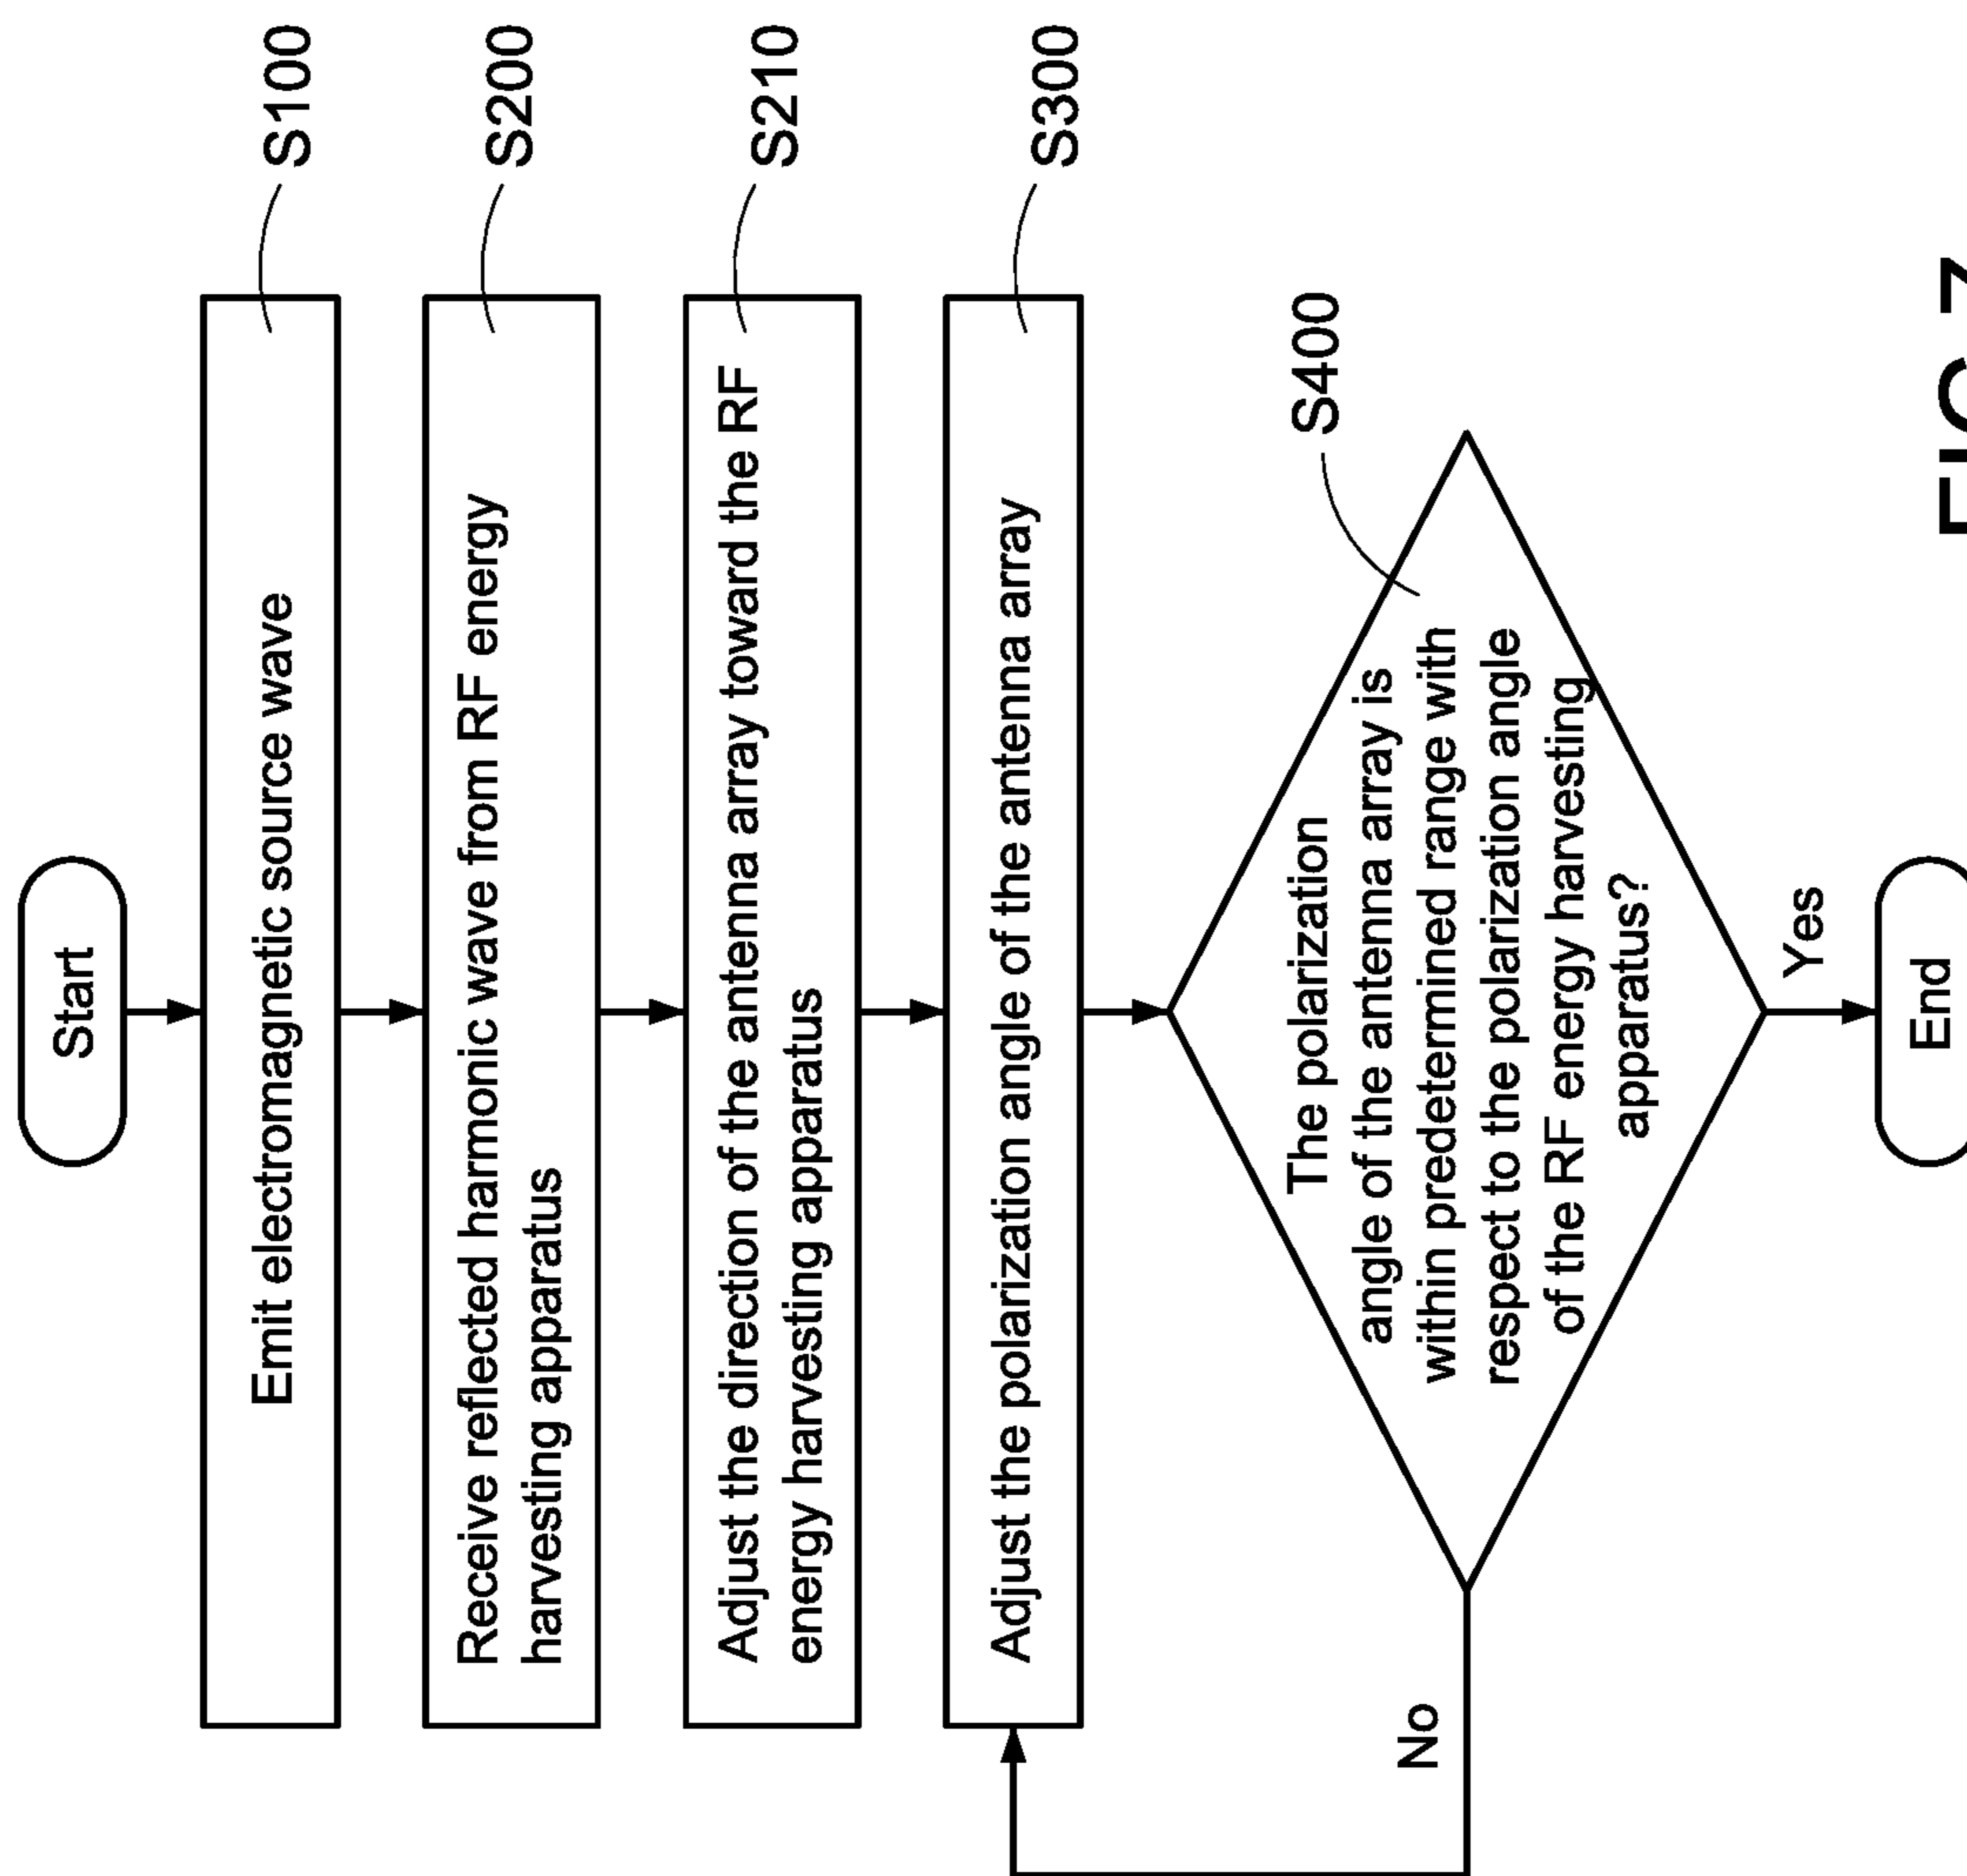 Start
Emit electromagnetic source wave
S100
Receive reflected harmonic wave from RF energy
harvesting apparatus
S200
Adjust the direction of the antenna array toward the RF
energy harvesting apparatus
S210
Adjust the polarization angle of the antenna array
S300
The polarization
angle of the antenna array is
within predetermined range with
respect to the polarization angle
of the RF energy harvesting
apparatus?
S400
No
Yes
End